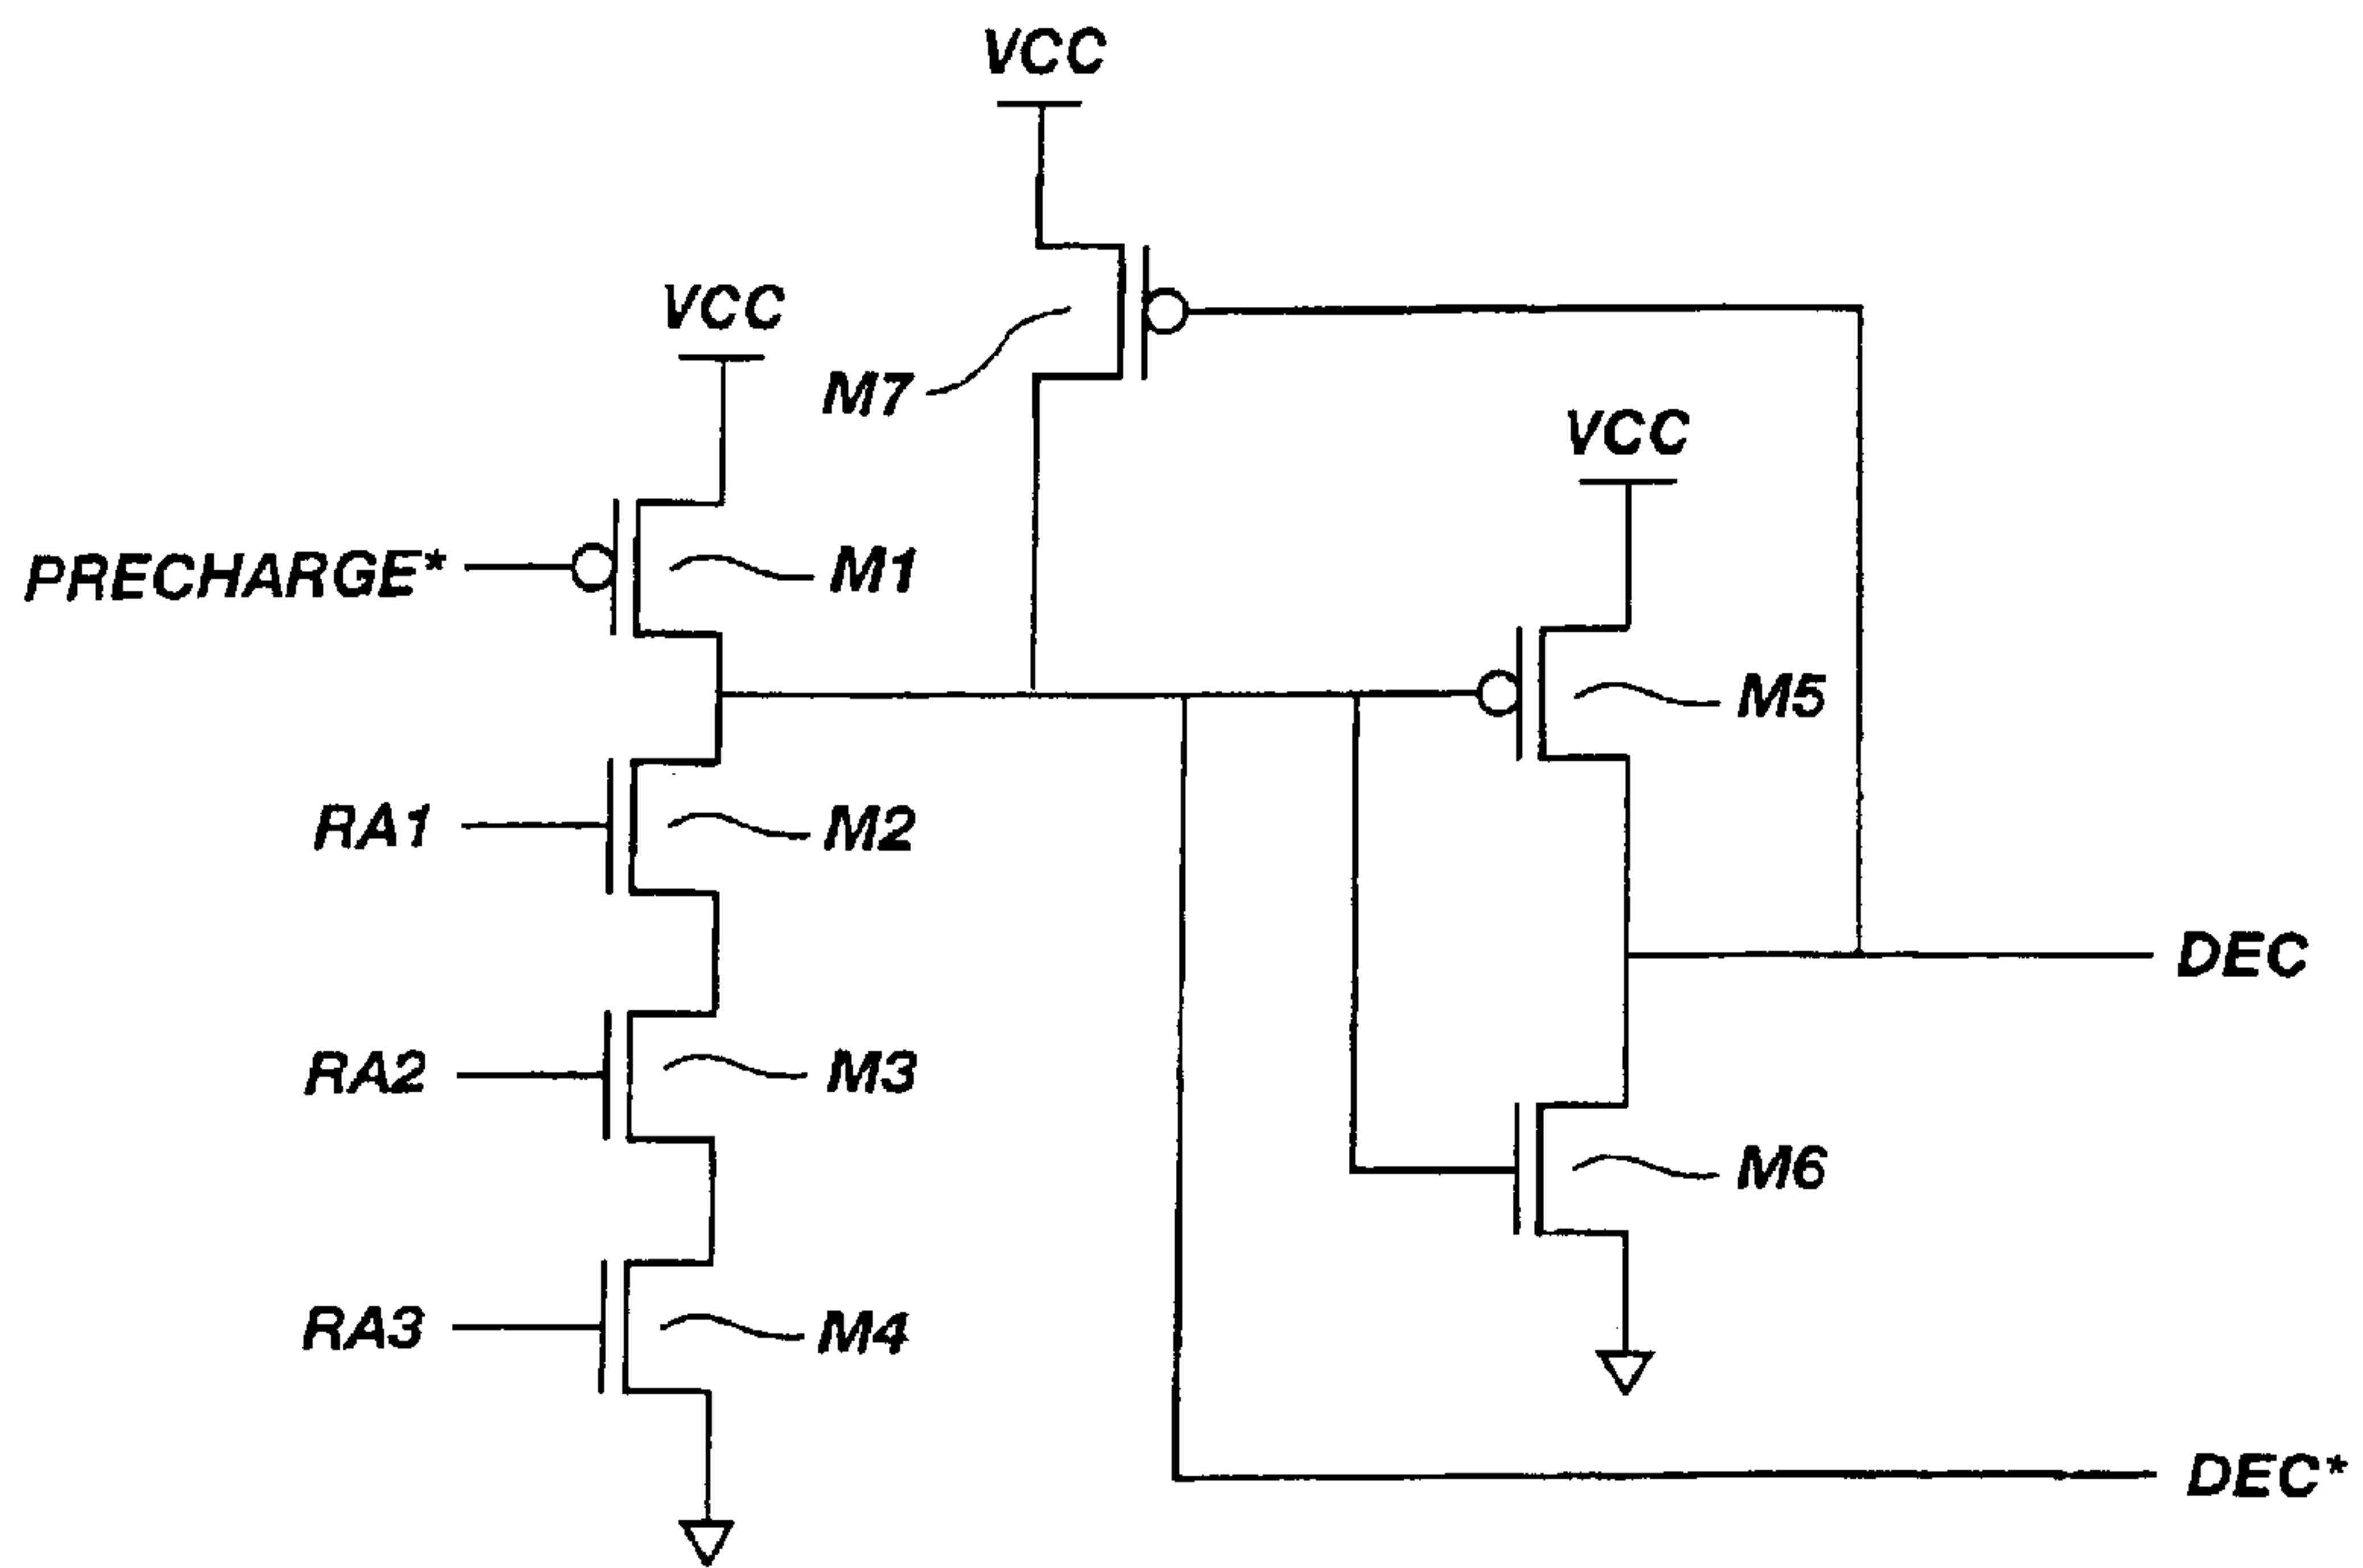 VCC
VCC
M7
VCC
PRECHARGE*
M1
M5
RA1
M2
DEC
RA2
M3
M6
RA3
M4
DEC*